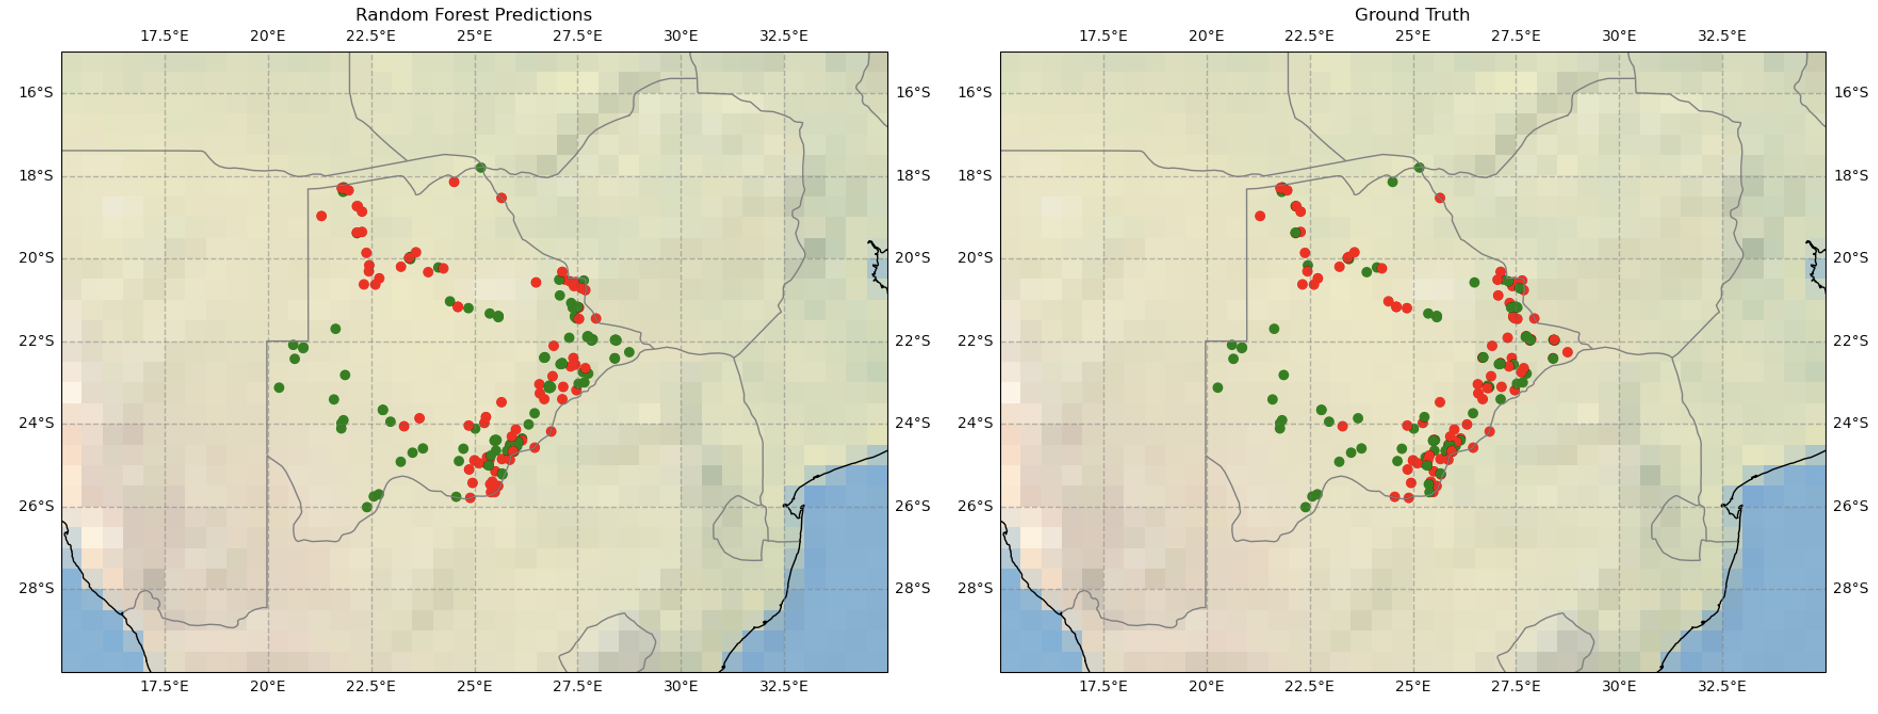 Random Forest Predictions
Ground Truth
17.5°E 20°E 22.5°E 25°E 27.5°E 30°E 32.5°E
17.5°E 20°E 22.5°E 25°E 27.5°E 30°E 32.5°E
16°S 16°S 16°S 16°S
18°S 18°S 18°S 18°S
20°S 20°S 20°S 20°S
22°S 22°S 22°S 22°S
24°S 24°S 24°S 24°S
26°S 26°S 26°S 26°S
28°S 28°S 28°S 28°S
17.5°E 20°E 22.5°E 25°E 27.5°E 30°E 32.5°E
17.5°E 20°E 22.5°E 25°E 27.5°E 30°E 32.5°E